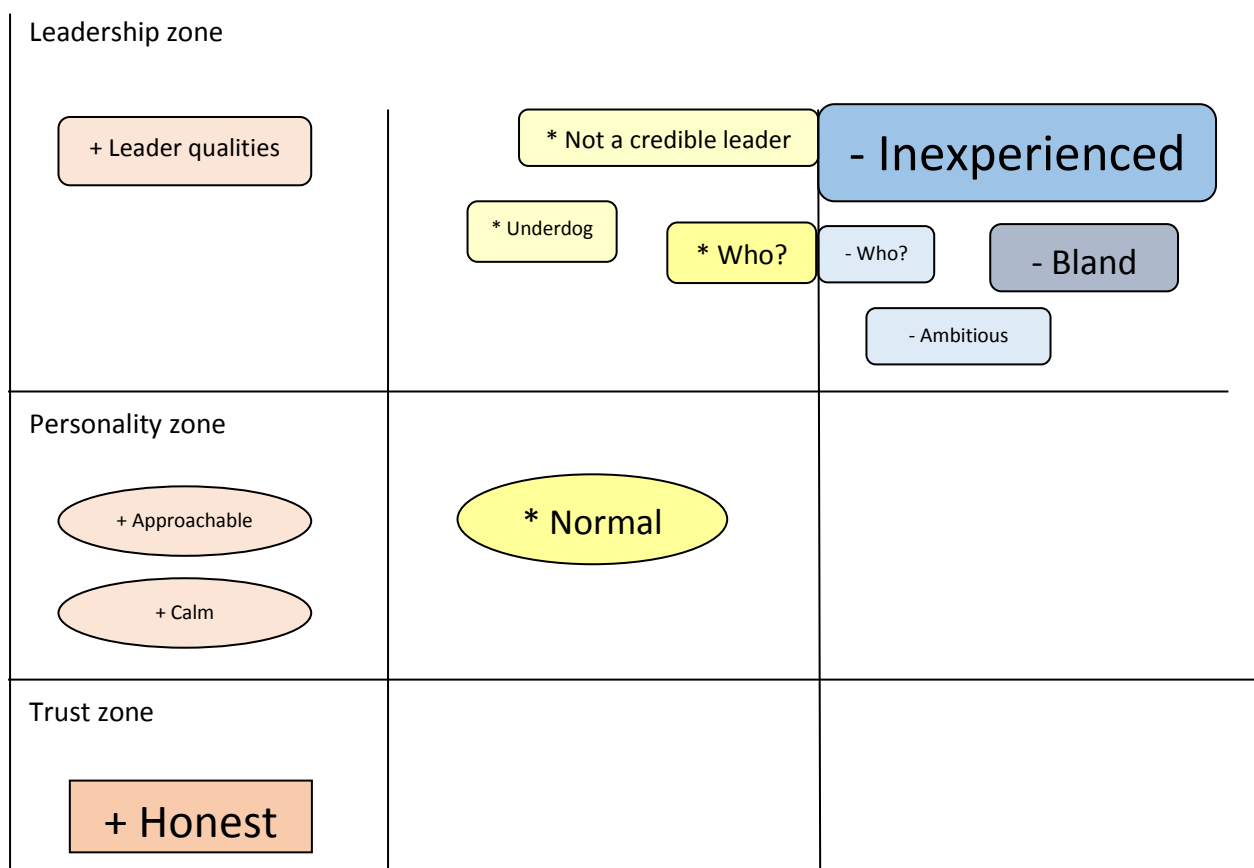 Leadership zone
+ Leader qualities
* Not a credible leader
- Inexperienced
* Underdog
* Who?
- Who?
- Bland
- Ambitious
Personality zone
+ Approachable
* Normal
+ Calm
Trust zone
+ Honest